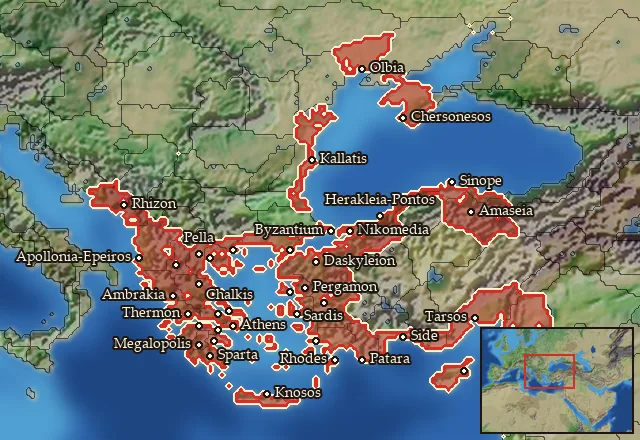 Olbia
Chersonesos
Kallatis
Sinope
Herakleia-Pontos
Amaseia
Rhizon
Byzantium
Nikomedia
Pella
Apollonia-Epeiros
Daskyleion
Pergamon
Ambrakia
Chalkis
Thermon
Sardis
Tarsos
Athens
Side
Megalopolis
Sparta
Rhodes
Patara
Knosos